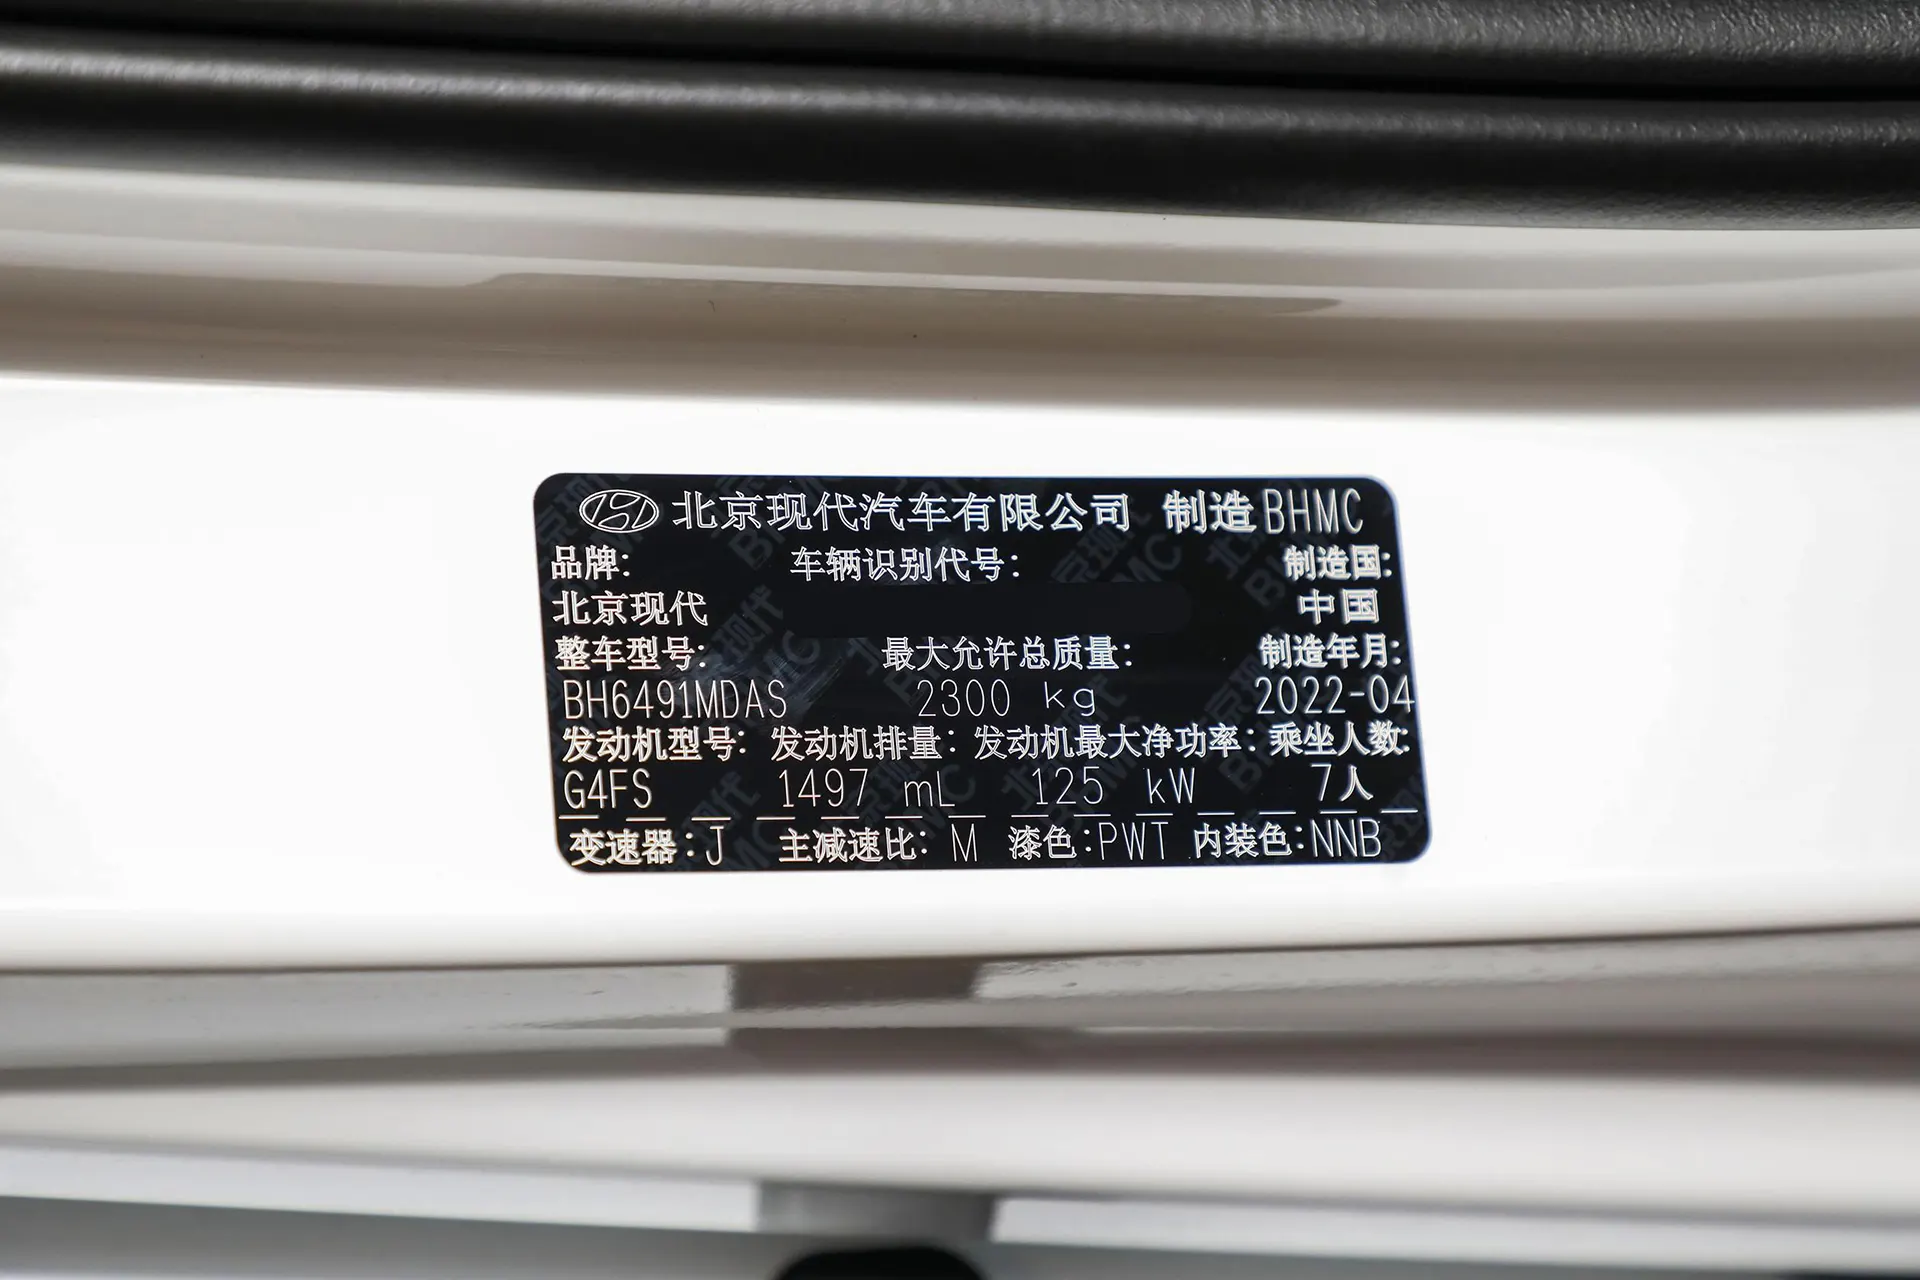 北京现代汽车有限公司 制造 BHMC
品牌: 车辆识别代号: 制造国:
北京现代 中国
整车型号: 最大允许总质量: 制造年月:
BH6491MDAS 2300 kg 2022-04
发动机型号: 发动机排量: 发动机最大净功率: 乘坐人数:
G4FS 1497 mL 125 kW 7人
变速器:J 主减速比: M 漆色:PWT 内装色:NNB